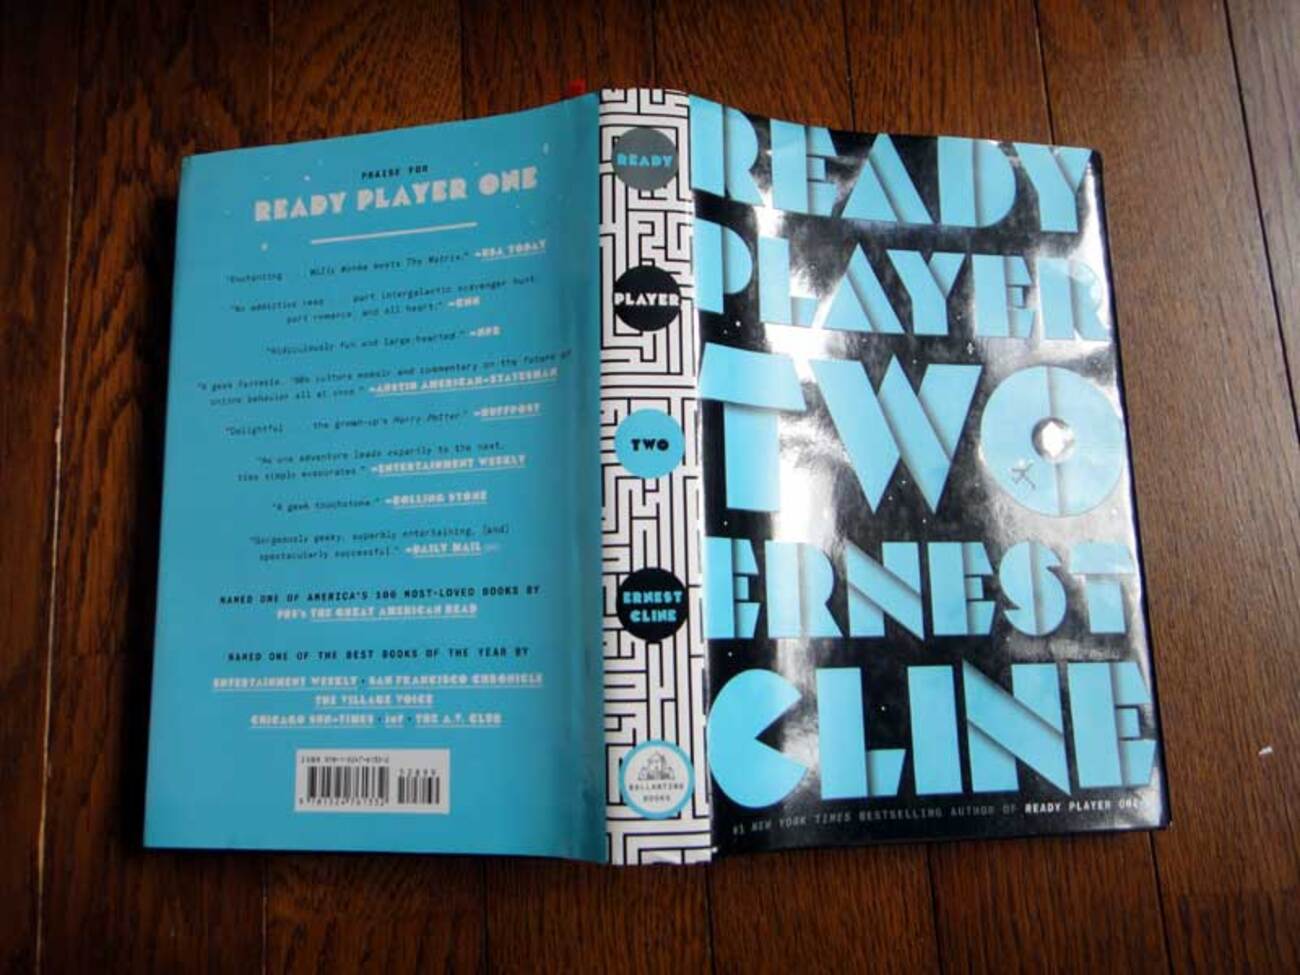 PRAISE FOR
READY PLAYER ONE
"Enchanting . . . Willy Wonka meets The Matrix." —USA TODAY
"An addictive read . . . part intergalactic scavenger hunt,
part romance, and all heart." —CNN
"Ridiculously fun and large-hearted." —NPR
"A geek fantasia, '80s culture memoir and commentary on the future of
online behavior all at once." —AUSTIN AMERICAN-STATESMAN
"Delightful . . . the grown-up's Harry Potter." —HUFFPOST
"As one adventure leads expertly to the next,
time simply evaporates." —ENTERTAINMENT WEEKLY
"A geek touchstone." —ROLLING STONE
"Gorgeously geeky, superbly entertaining, [and]
spectacularly successful." —DAILY MAIL
NAMED ONE OF AMERICA'S 100 MOST-LOVED BOOKS BY
PBS's THE GREAT AMERICAN READ
NAMED ONE OF THE BEST BOOKS OF THE YEAR BY
ENTERTAINMENT WEEKLY · SAN FRANCISCO CHRONICLE
THE VILLAGE VOICE
CHICAGO SUN-TIMES · iO9 · THE A.V. CLUB
52899
READY
PLAYER
TWO
ERNEST
CLINE
BALLANTINE
BOOKS
READY
PLAYER
TWO
ERNEST
CLINE
#1 NEW YORK TIMES BESTSELLING AUTHOR OF READY PLAYER ONE